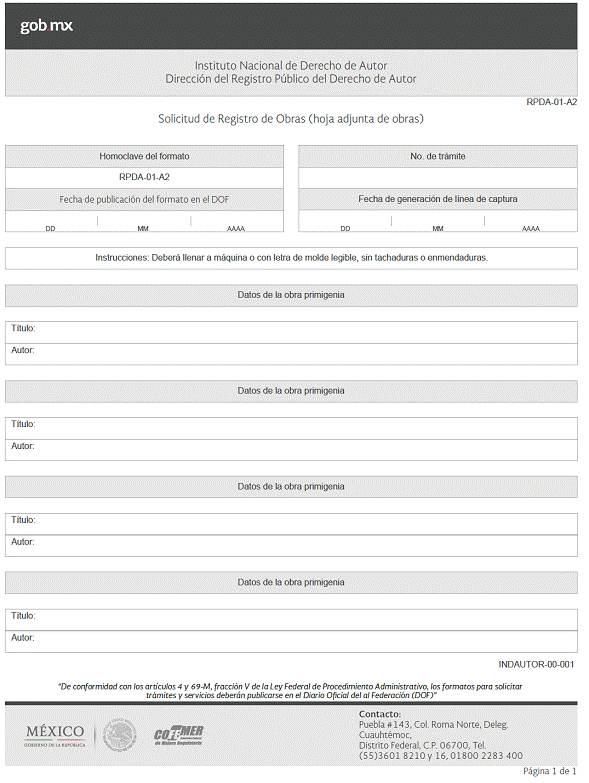 gob.mx
Instituto Nacional de Derecho de Autor
Dirección del Registro Público del Derecho de Autor
RPDA-01-A2
Solicitud de Registro de Obras (hoja adjunta de obras)
Homoclave del formato
RPDA-01-A2
Fecha de publicación del formato en el DOF
DD MM AAAA
No. de trámite
Fecha de generación de línea de captura
DD MM AAAA
Instrucciones: Deberá llenar a máquina o con letra de molde legible, sin tachaduras o enmendaduras.
Datos de la obra primigenia
Título:
Autor:
Datos de la obra primigenia
Título:
Autor:
Datos de la obra primigenia
Título:
Autor:
Datos de la obra primigenia
Título:
Autor:
INDAUTOR-00-001
"De conformidad con los artículos 4 y 69-M, fracción V de la Ley Federal de Procedimiento Administrativo, los formatos para solicitar
trámites y servicios deberán publicarse en el Diario Oficial del al Federación (DOF)"
MÉXICO
GOBIERNO DE LA REPÚBLICA
COFEMER
de Mejora Regulatoria
Contacto:
Puebla #143, Col. Roma Norte, Deleg.
Cuauhtémoc,
Distrito Federal, C.P. 06700, Tel.
(55)3601 8210 y 16, 01800 2283 400
Página 1 de 1